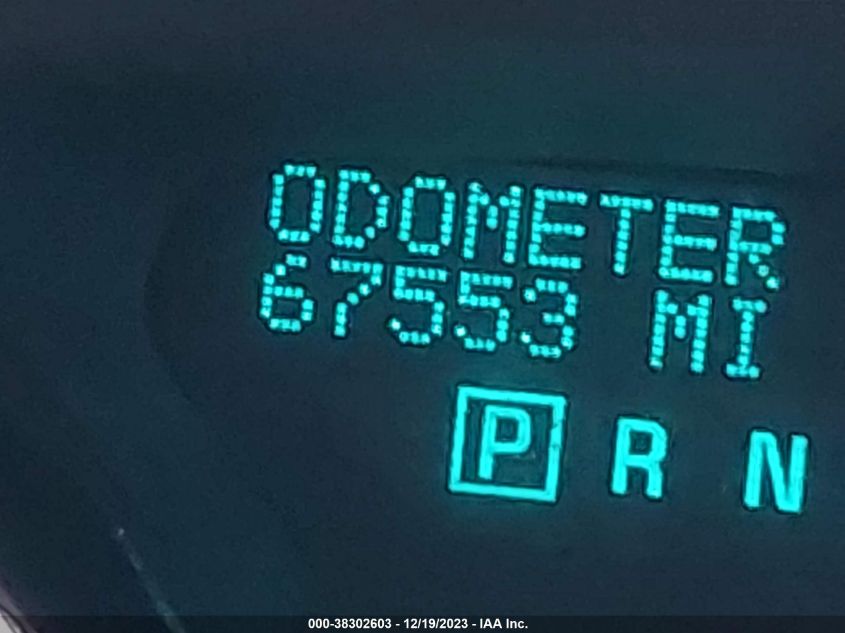 ODOMETER
67553 MI
P R N
000-38302603 - 12/19/2023 - IAA Inc.